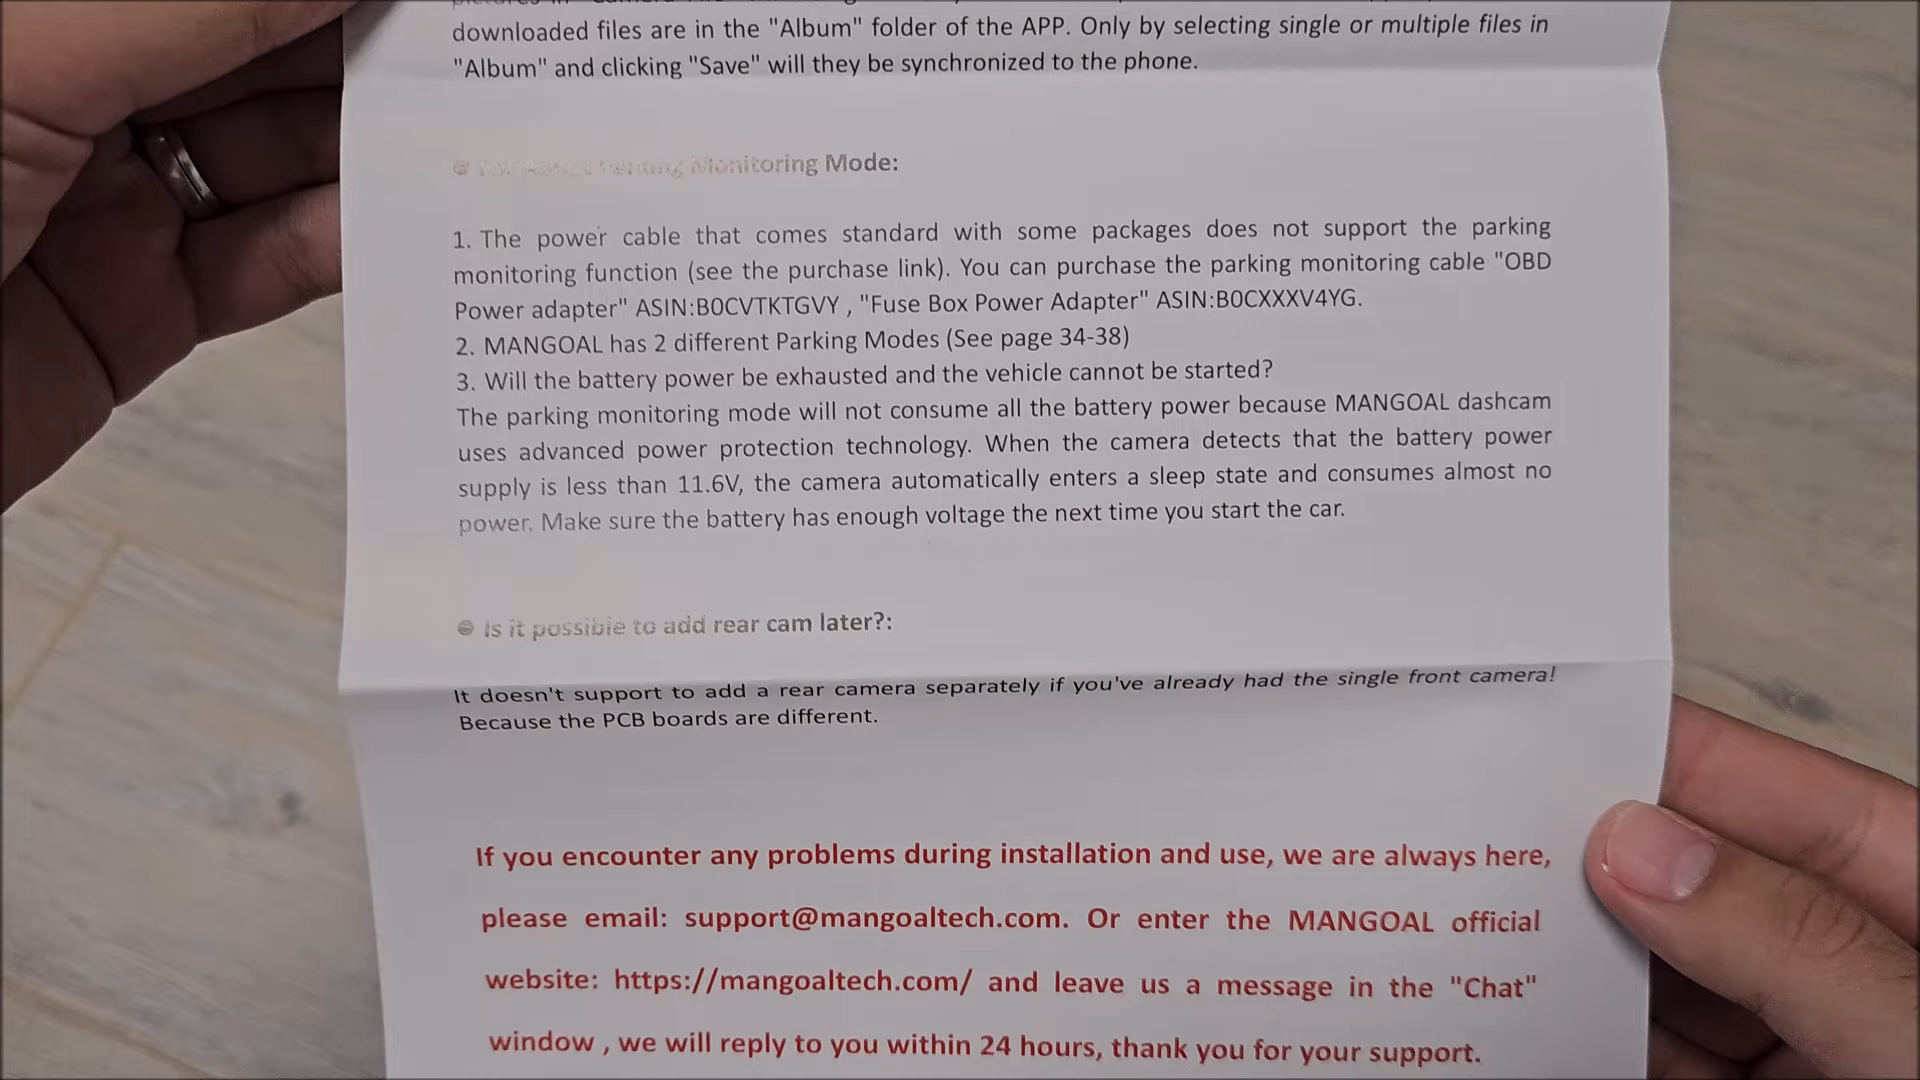 downloaded files are in the "Album" folder of the APP. Only by selecting single or multiple files in
"Album" and clicking "Save" will they be synchronized to the phone.
Monitoring Mode:
1. The power cable that comes standard with some packages does not support the parking
monitoring function (see the purchase link). You can purchase the parking monitoring cable "OBD
Power adapter" ASIN:B0CVTKTGVY , "Fuse Box Power Adapter" ASIN:B0CXXXV4YG.
2. MANGOAL has 2 different Parking Modes (See page 34-38)
3. Will the battery power be exhausted and the vehicle cannot be started?
The parking monitoring mode will not consume all the battery power because MANGOAL dashcam
uses advanced power protection technology. When the camera detects that the battery power
supply is less than 11.6V, the camera automatically enters a sleep state and consumes almost no
power. Make sure the battery has enough voltage the next time you start the car.
Is it possible to add rear cam later?:
It doesn't support to add a rear camera separately if you've already had the single front camera!
Because the PCB boards are different.
If you encounter any problems during installation and use, we are always here,
please email: support@mangoaltech.com. Or enter the MANGOAL official
website: https://mangoaltech.com/ and leave us a message in the "Chat"
window , we will reply to you within 24 hours, thank you for your support.